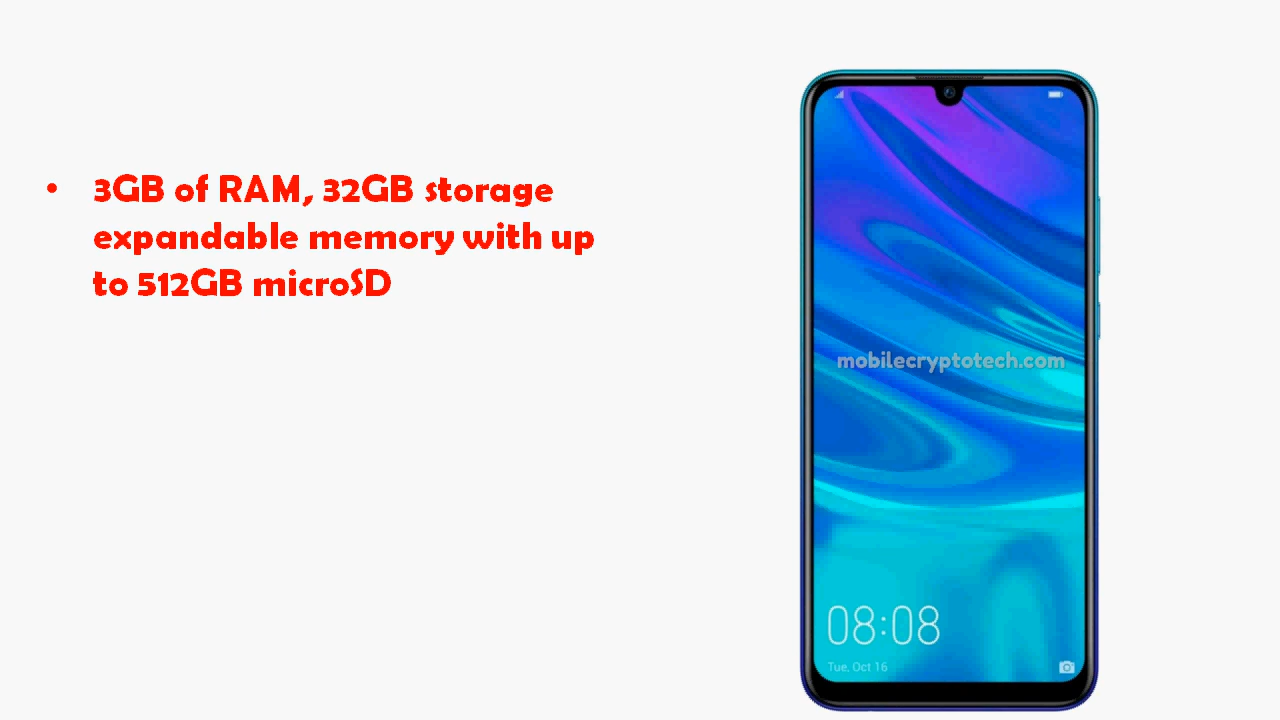 • 3GB of RAM, 32GB storage
expandable memory with up
to 512GB microSD
mobilecryptotech.com
08:08
Tue, Oct 16